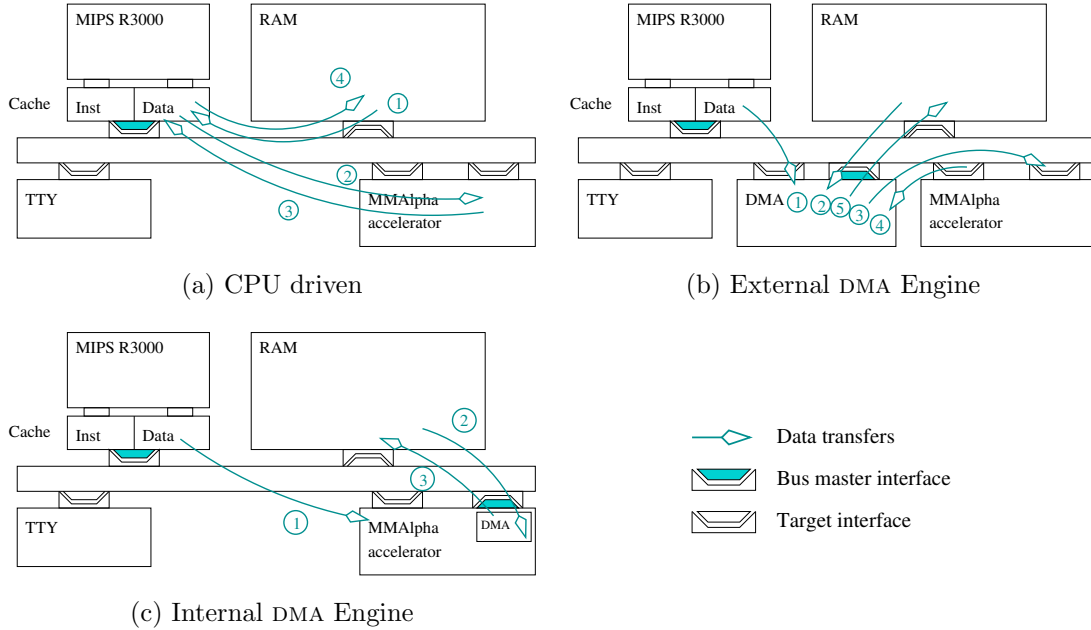 MIPS R3000
RAM
Cache
Inst
Data
4
1
2
3
TTY
MMAlpha
accelerator
(a) CPU driven
MIPS R3000
RAM
Cache
Inst
Data
TTY
DMA
1
2
5
3
4
MMAlpha
accelerator
(b) External DMA Engine
MIPS R3000
RAM
Cache
Inst
Data
2
3
1
TTY
MMAlpha
accelerator
DMA
(c) Internal DMA Engine
Data transfers
Bus master interface
Target interface